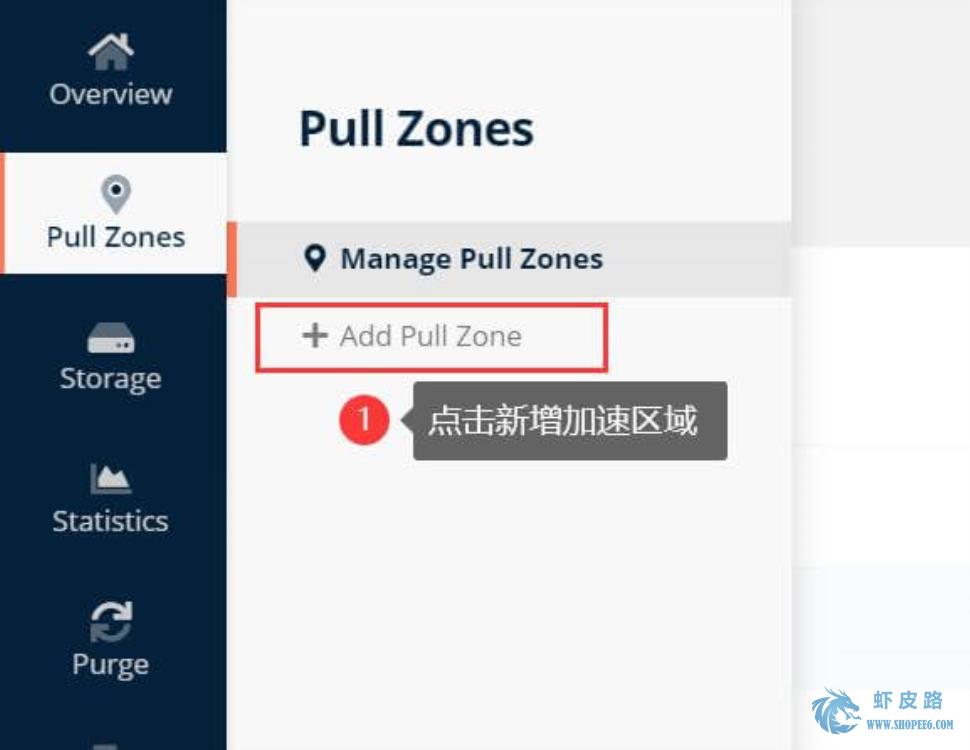 Overview
Pull Zones
Storage
Statistics
Purge
Pull Zones
Manage Pull Zones
+ Add Pull Zone
1
点击新增加速区域
虾皮路
WWW.SHOPEE6.COM